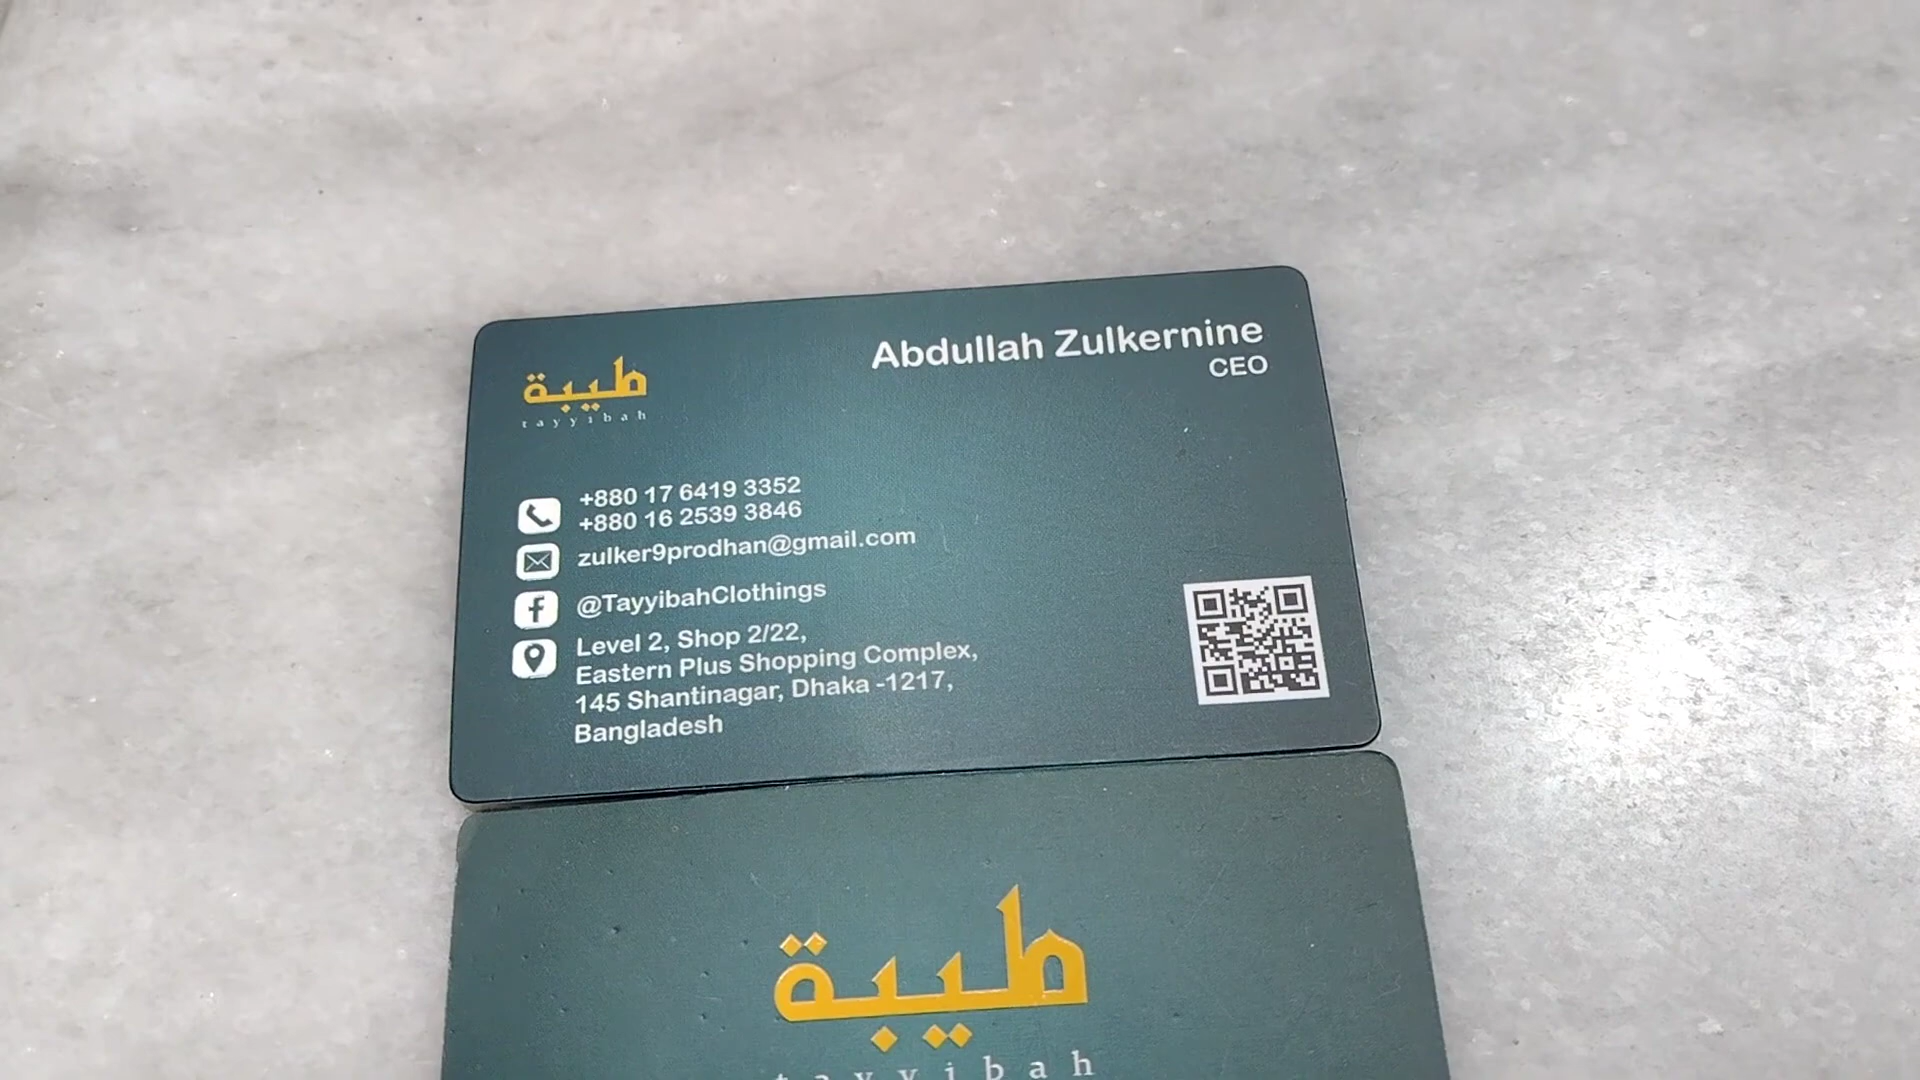 Abdullah Zulkernine
CEO
طيبة
tayyibah
+880 17 6419 3352
+880 16 2539 3846
zulker9prodhan@gmail.com
@TayyibahClothings
Level 2, Shop 2/22,
Eastern Plus Shopping Complex,
145 Shantinagar, Dhaka -1217,
Bangladesh
طيبة
tayyibah